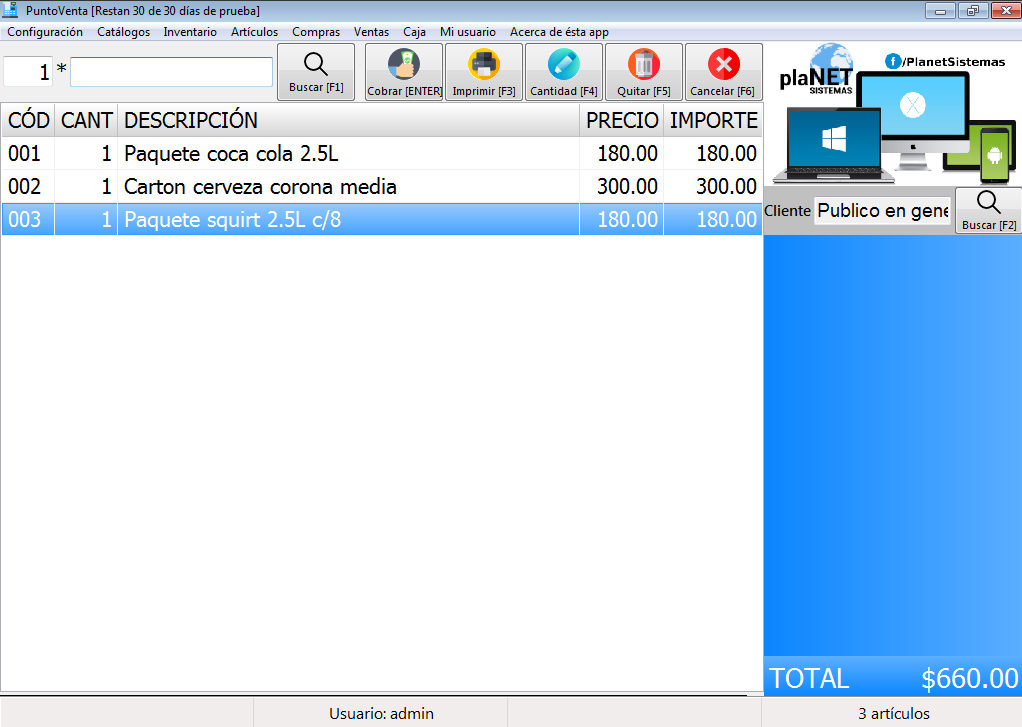 PuntoVenta [Restan 30 de 30 días de prueba]
Configuración Catálogos Inventario Artículos Compras Ventas Caja Mi usuario Acerca de ésta app
1 * Buscar [F1] Cobrar [ENTER] Imprimir [F3] Cantidad [F4] Quitar [F5] Cancelar [F6]
plaNET SISTEMAS
f /PlanetSistemas
X
CÓD CANT DESCRIPCIÓN PRECIO IMPORTE
001 1 Paquete coca cola 2.5L 180.00 180.00
002 1 Carton cerveza corona media 300.00 300.00
003 1 Paquete squirt 2.5L c/8 180.00 180.00
Cliente Publico en gene Buscar [F2]
TOTAL $660.00
Usuario: admin 3 artículos